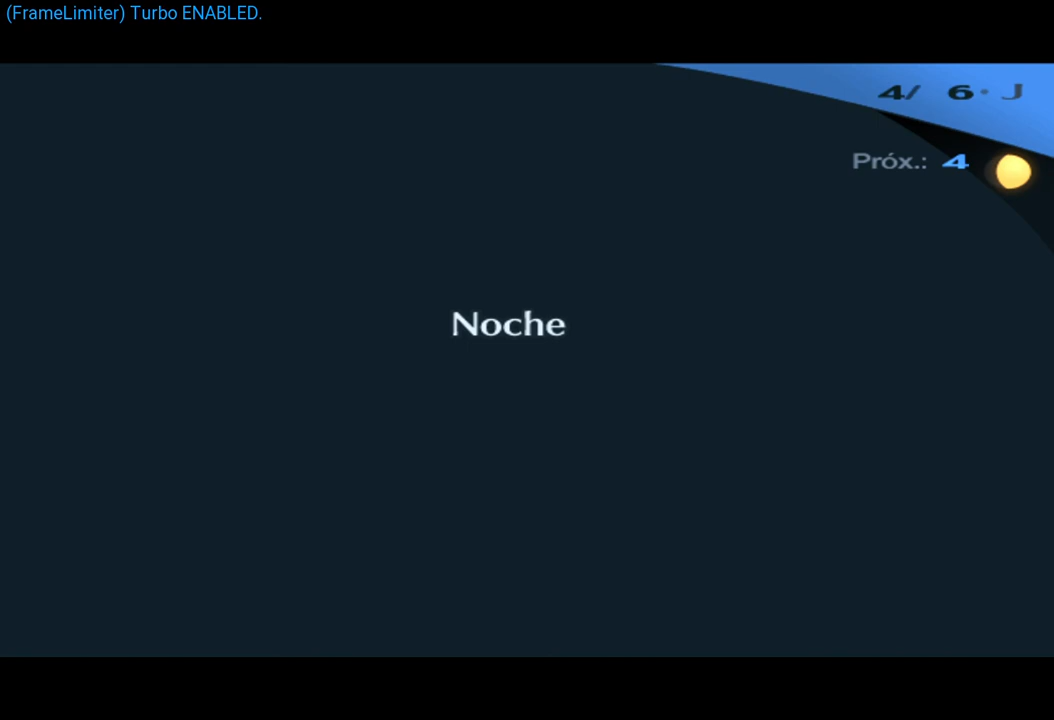 (FrameLimiter) Turbo ENABLED.
4/ 6• J
Próx.: 4
Noche